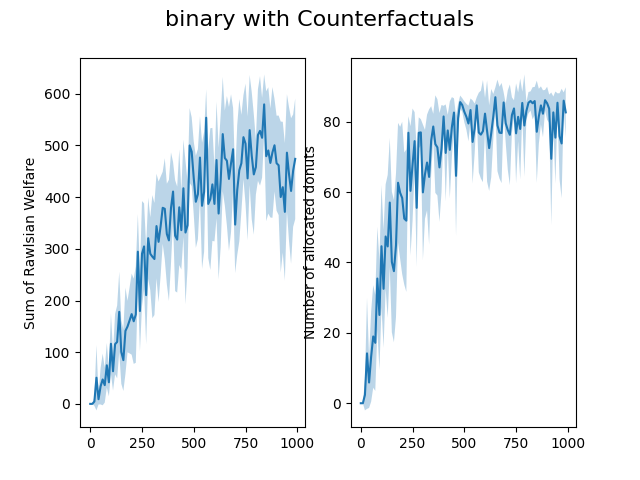 binary with Counterfactuals
Sum of Rawlsian Welfare
600
500
400
300
200
100
0
0 250 500 750 1000
Number of allocated donuts
80
60
40
20
0
0 250 500 750 1000